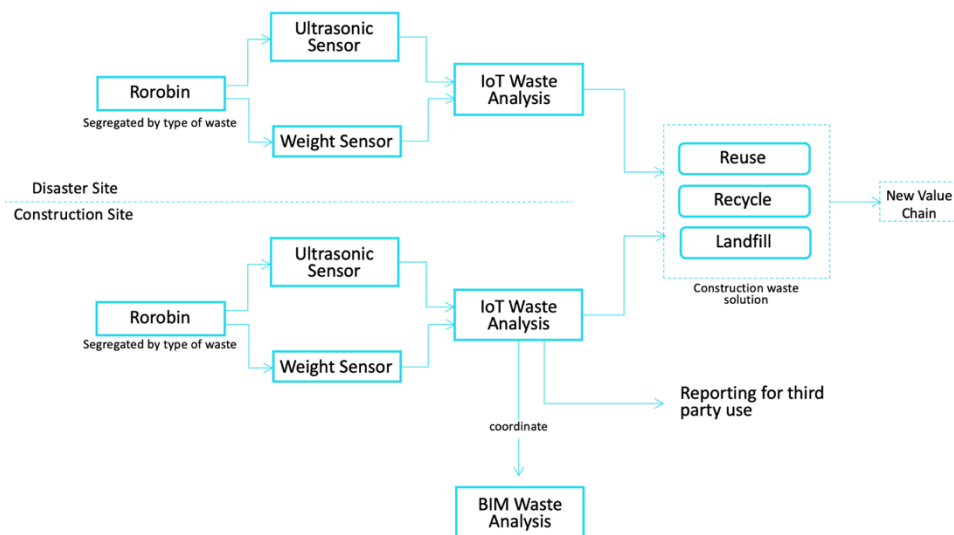 Ultrasonic
Sensor
Rorobin
Segregated by type of waste
IoT Waste
Analysis
Weight Sensor
Reuse
Recycle
Landfill
Construction waste
solution
New Value
Chain
Disaster Site
Construction Site
Ultrasonic
Sensor
Rorobin
Segregated by type of waste
IoT Waste
Analysis
Weight Sensor
Reporting for third
party use
coordinate
BIM Waste
Analysis